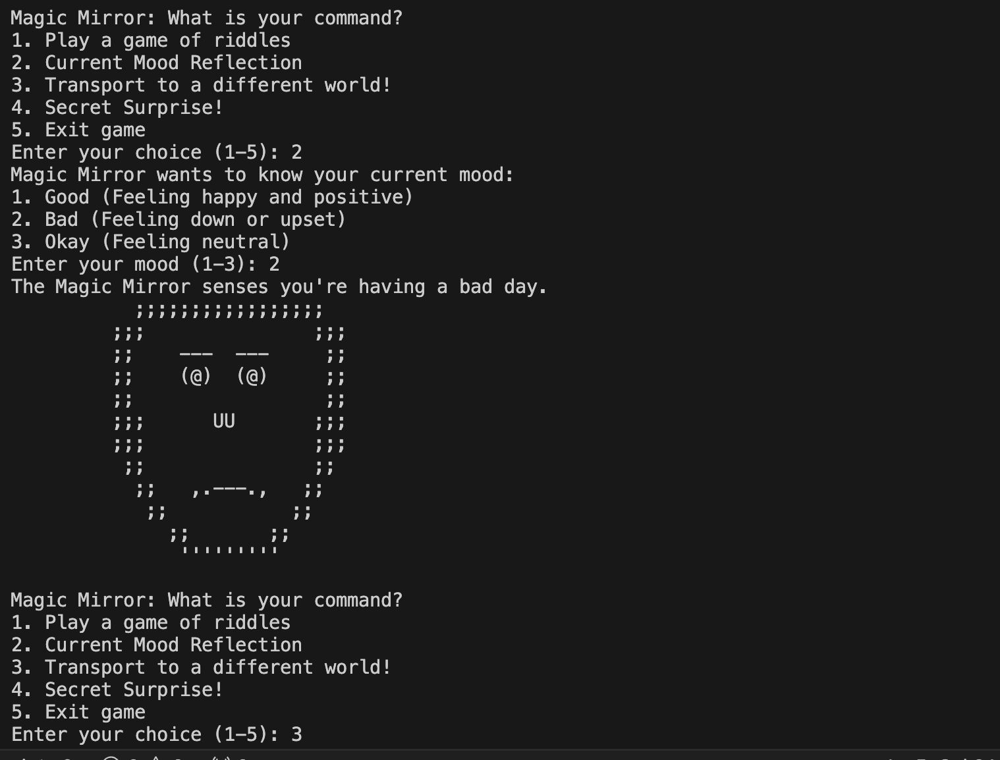 Magic Mirror: What is your command?
1. Play a game of riddles
2. Current Mood Reflection
3. Transport to a different world!
4. Secret Surprise!
5. Exit game
Enter your choice (1-5): 2
Magic Mirror wants to know your current mood:
1. Good (Feeling happy and positive)
2. Bad (Feeling down or upset)
3. Okay (Feeling neutral)
Enter your mood (1-3): 2
The Magic Mirror senses you're having a bad day.
           ;;;;;;;;;;;;;;;;;
         ;;;               ;;;
         ;;    ---  ---     ;;
         ;;    (@)  (@)     ;;
         ;;                 ;;
         ;;;      UU       ;;;
         ;;;               ;;;
          ;;               ;;
           ;;   ,.---.,   ;;
            ;;           ;;
              ;;       ;;
               '''''''''
Magic Mirror: What is your command?
1. Play a game of riddles
2. Current Mood Reflection
3. Transport to a different world!
4. Secret Surprise!
5. Exit game
Enter your choice (1-5): 3